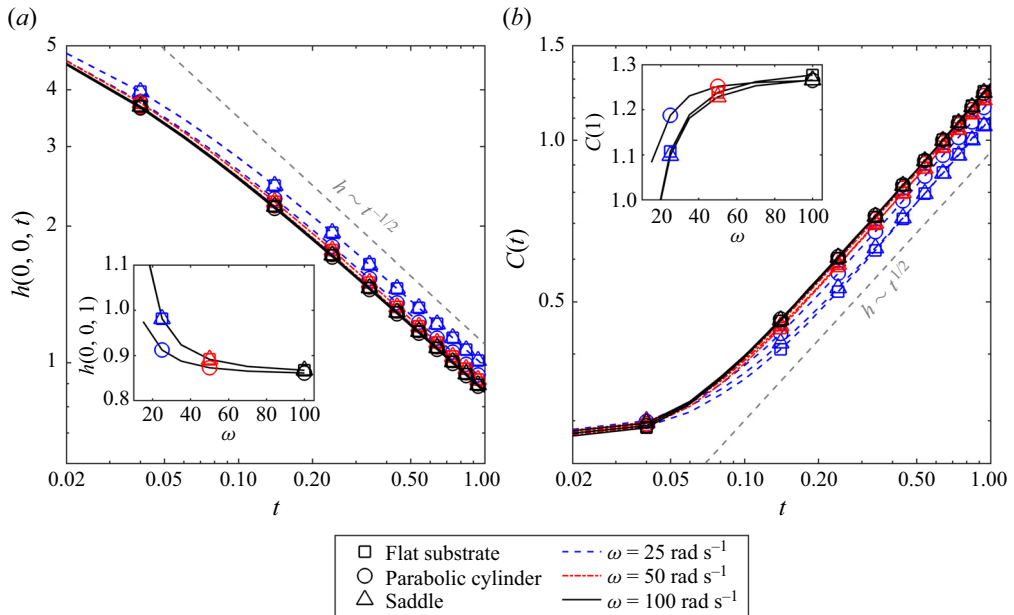 (a)
(b)
5
4
3
2
1
h(0, 0, t)
h ~ t^{-1/2}
1.1
1.0
0.9
0.8
h(0, 0, 1)
20 40 60 80 100
ω
0.02 0.10 0.20 0.50 1.00
t
1.5
1.0
0.5
C(t)
h ~ t^{1/2}
1.3
1.2
1.1
1.0
C(1)
20 40 60 80 100
ω
0.02 0.10 0.20 0.50 1.00
t
Flat substrate ω = 25 rad s^{-1}
Parabolic cylinder ω = 50 rad s^{-1}
Saddle ω = 100 rad s^{-1}